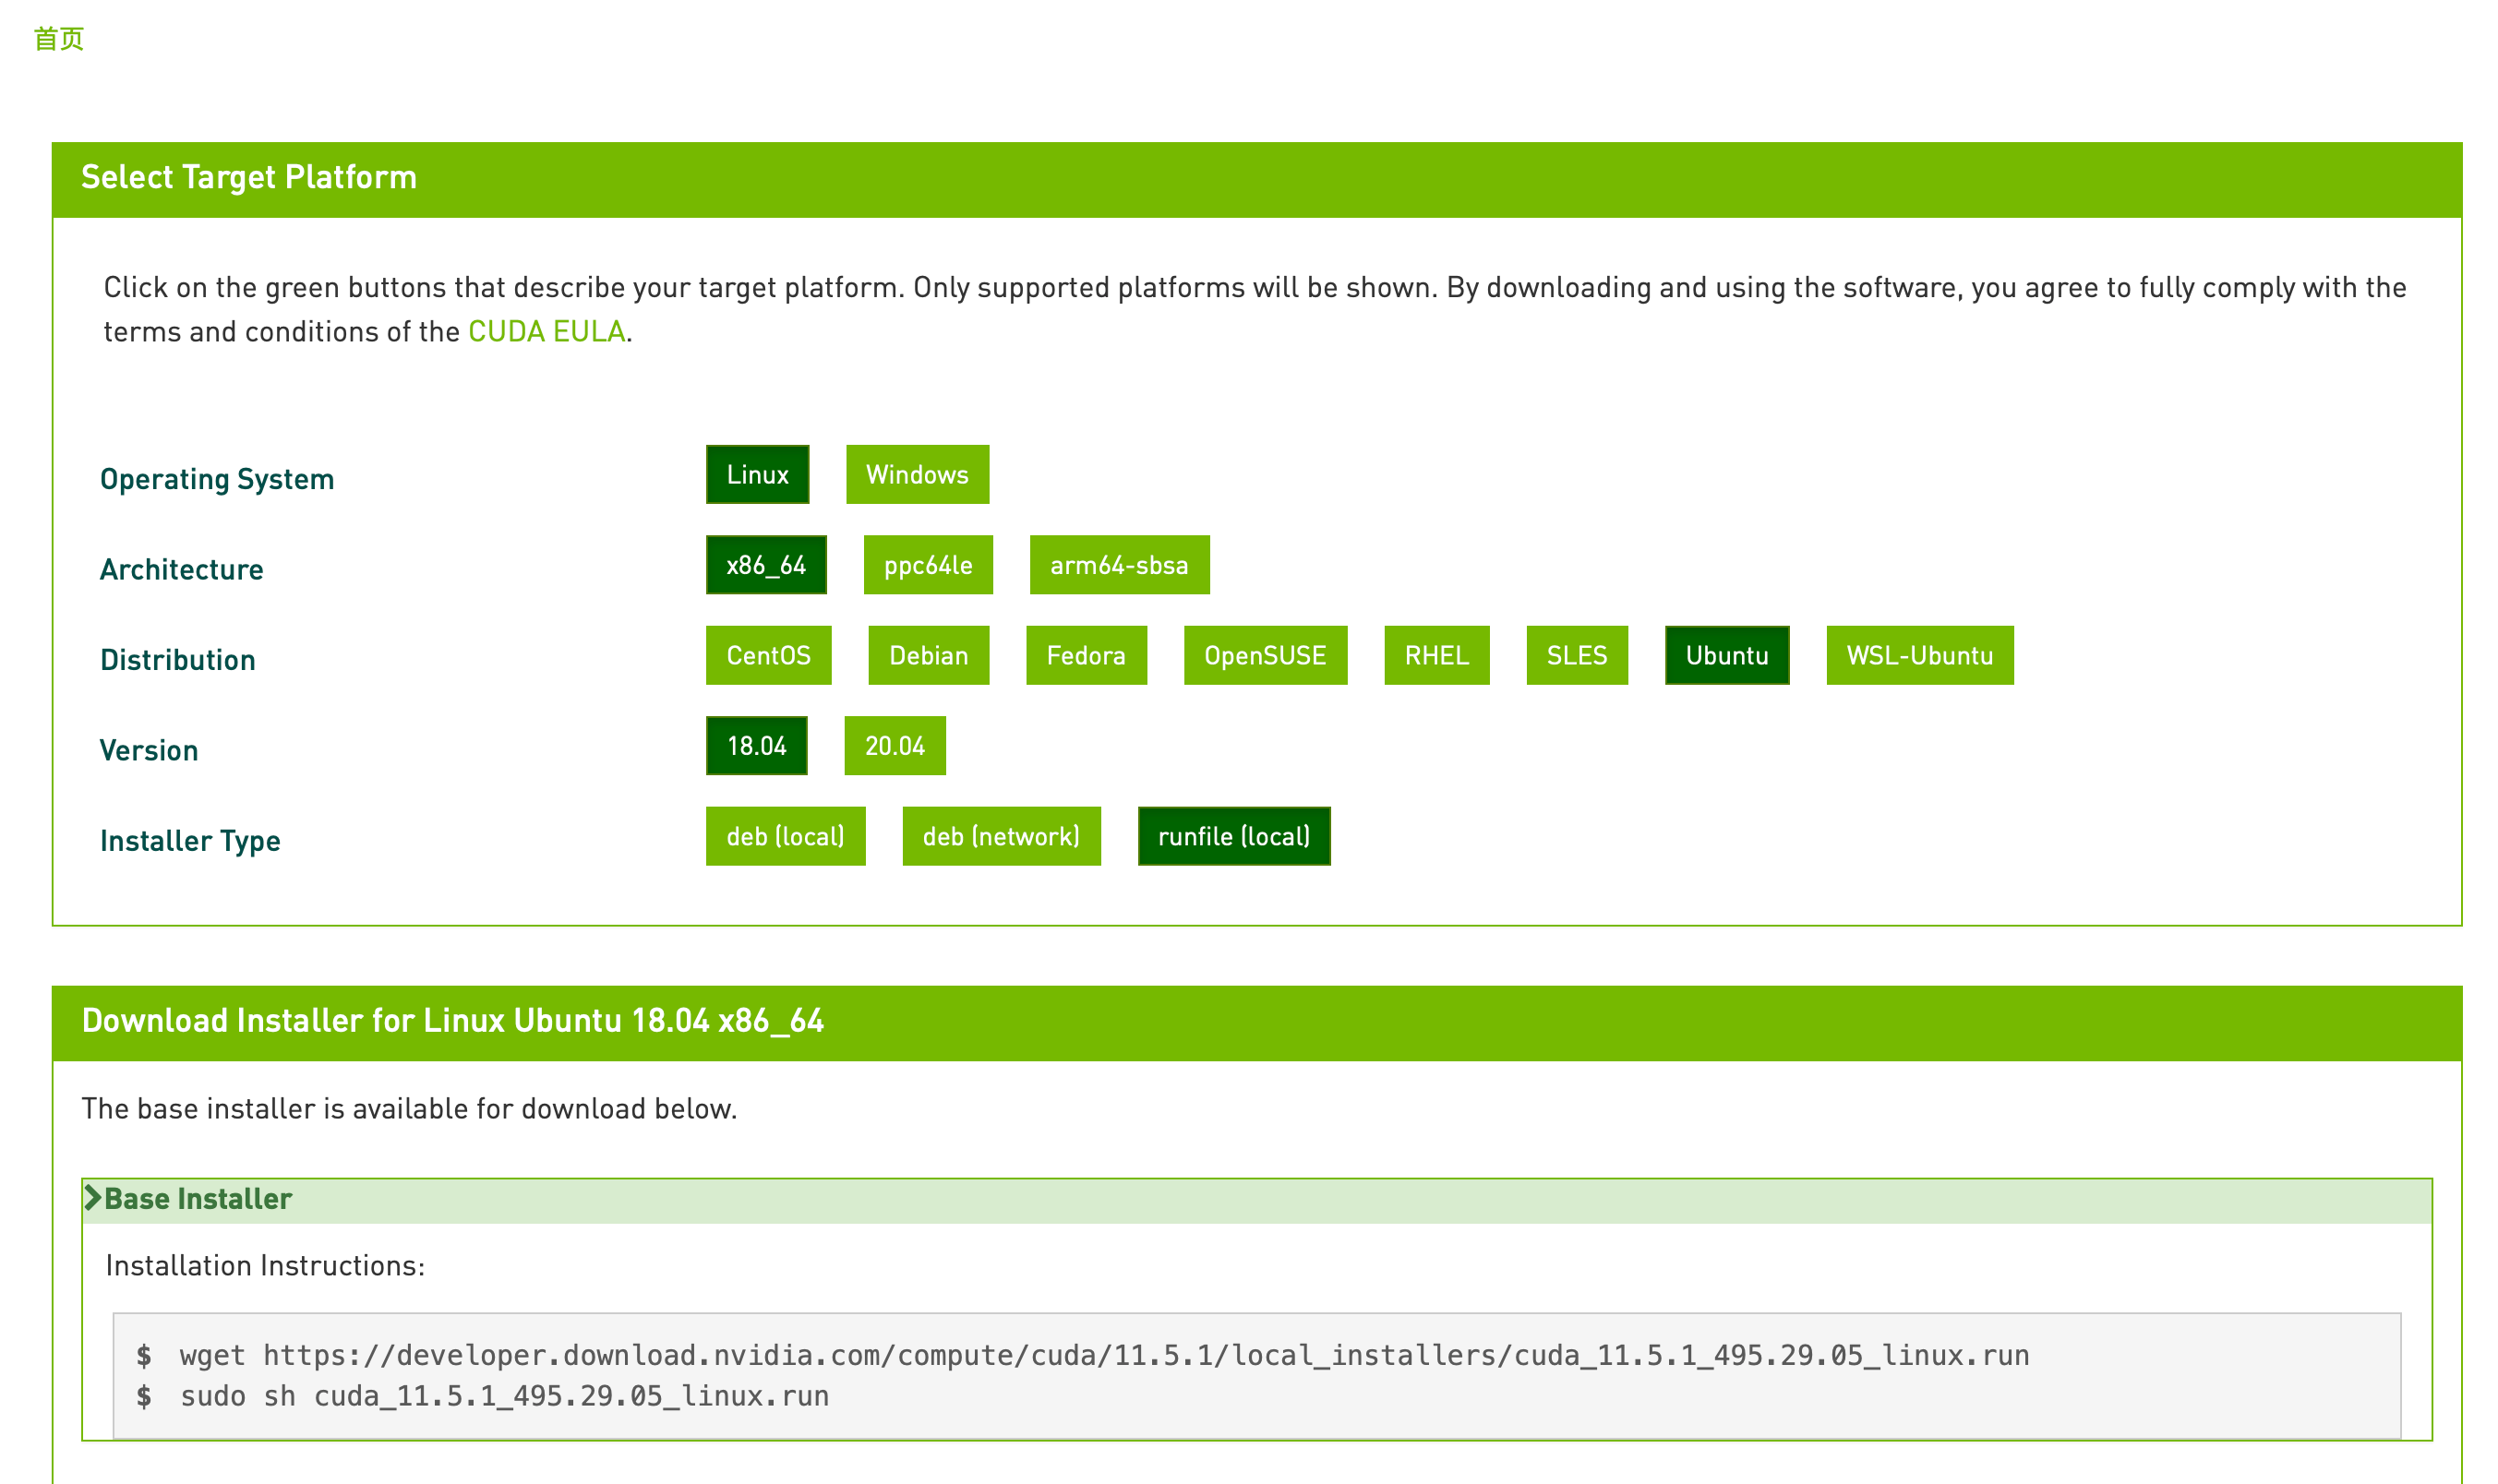 首页
Select Target Platform
Click on the green buttons that describe your target platform. Only supported platforms will be shown. By downloading and using the software, you agree to fully comply with the
terms and conditions of the CUDA EULA.
Operating System Linux Windows
Architecture x86_64 ppc64le arm64-sbsa
Distribution CentOS Debian Fedora OpenSUSE RHEL SLES Ubuntu WSL-Ubuntu
Version 18.04 20.04
Installer Type deb (local) deb (network) runfile (local)
Download Installer for Linux Ubuntu 18.04 x86_64
The base installer is available for download below.
Base Installer
Installation Instructions:
$ wget https://developer.download.nvidia.com/compute/cuda/11.5.1/local_installers/cuda_11.5.1_495.29.05_linux.run
$ sudo sh cuda_11.5.1_495.29.05_linux.run